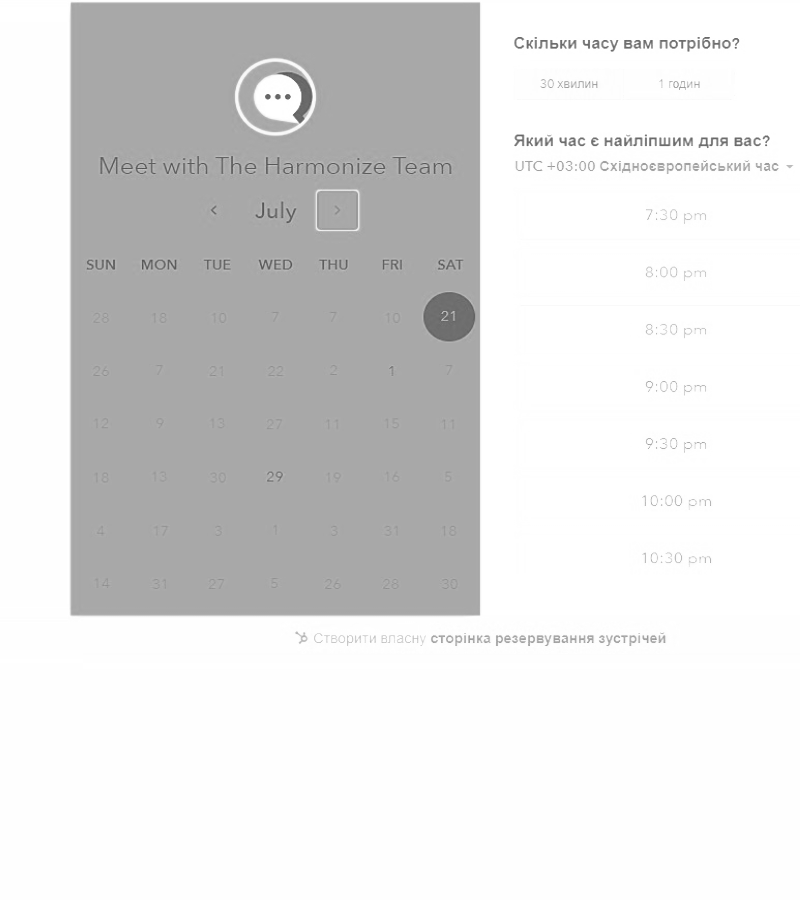 Meet with The Harmonize Team
‹ July ›
SUN MON TUE WED THU FRI SAT
28 18 10 7 7 10 21
26 7 21 22 2 1 7
12 9 13 27 11 15 11
18 13 30 29 19 16 5
4 17 3 1 3 31 18
14 31 27 5 26 28 30
Скільки часу вам потрібно?
30 хвилин 1 годин
Який час є найліпшим для вас?
UTC +03:00 Східноєвропейський час
7:30 pm
8:00 pm
8:30 pm
9:00 pm
9:30 pm
10:00 pm
10:30 pm
Створити власну сторінка резервування зустрічей